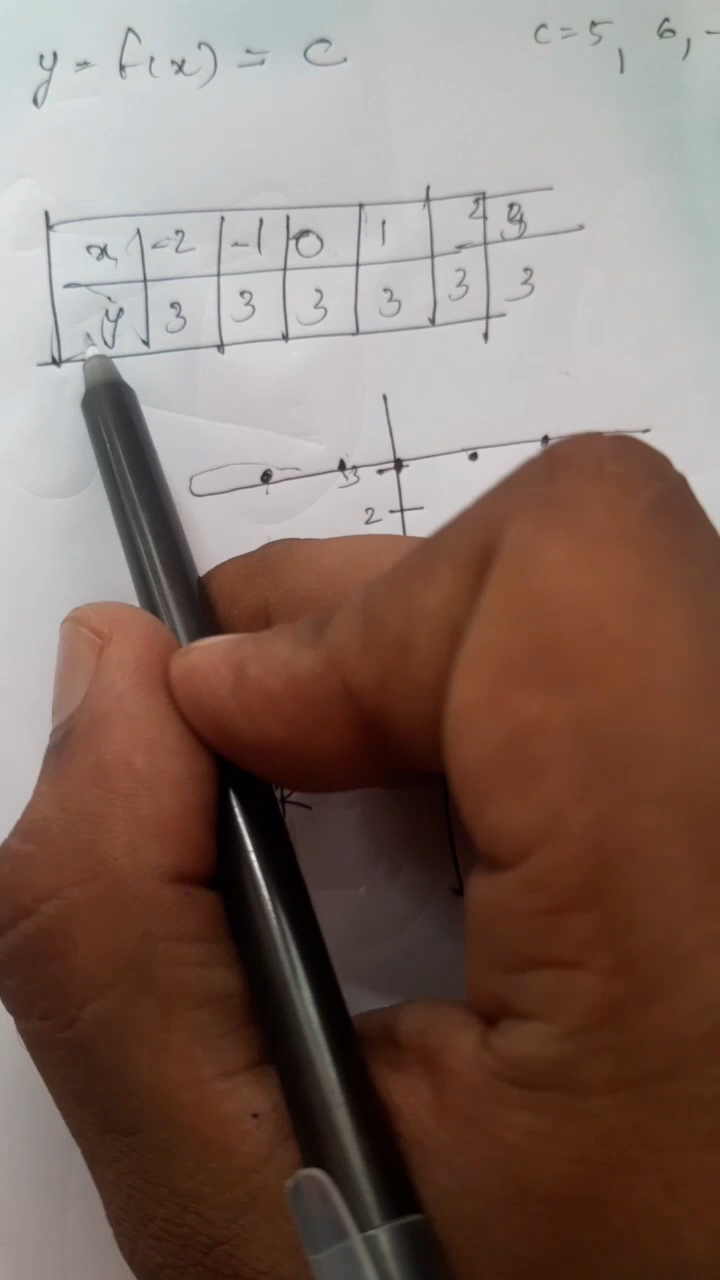 y = f(x) = c c = 5, 6, -
x -2 -1 0 1 2 3
y 3 3 3 3 3 3
3
2